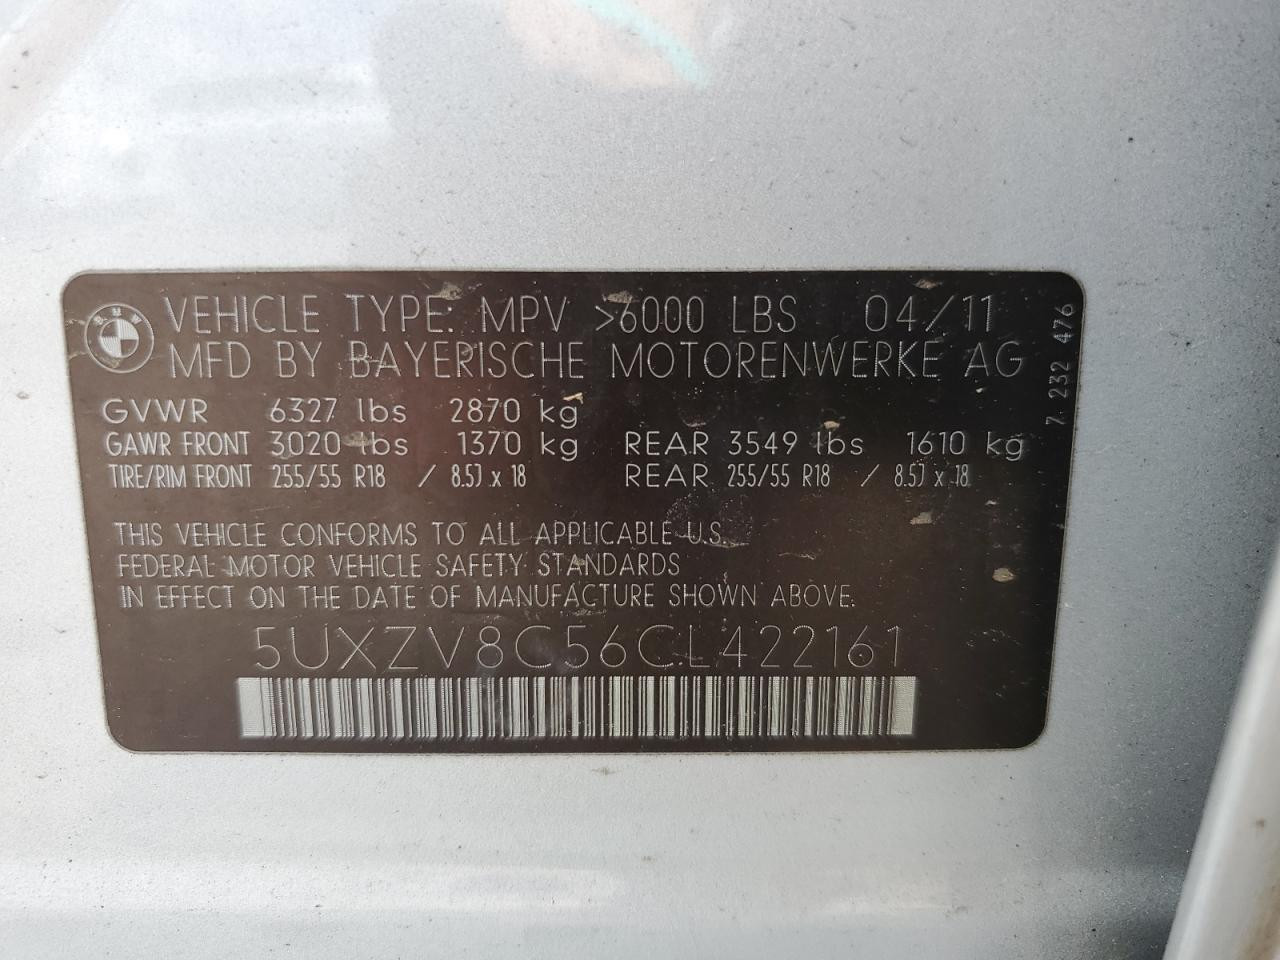 BMW
VEHICLE TYPE: MPV >6000 LBS 04/11
MFD BY BAYERISCHE MOTORENWERKE AG
GVWR 6327 lbs 2870 kg
GAWR FRONT 3020 lbs 1370 kg REAR 3549 lbs 1610 kg
TIRE/RIM FRONT 255/55 R18 / 8.5J x 18 REAR 255/55 R18 / 8.5J x 18
THIS VEHICLE CONFORMS TO ALL APPLICABLE U.S.
FEDERAL MOTOR VEHICLE SAFETY STANDARDS
IN EFFECT ON THE DATE OF MANUFACTURE SHOWN ABOVE.
5UXZV8C56CL422161
7 232 476